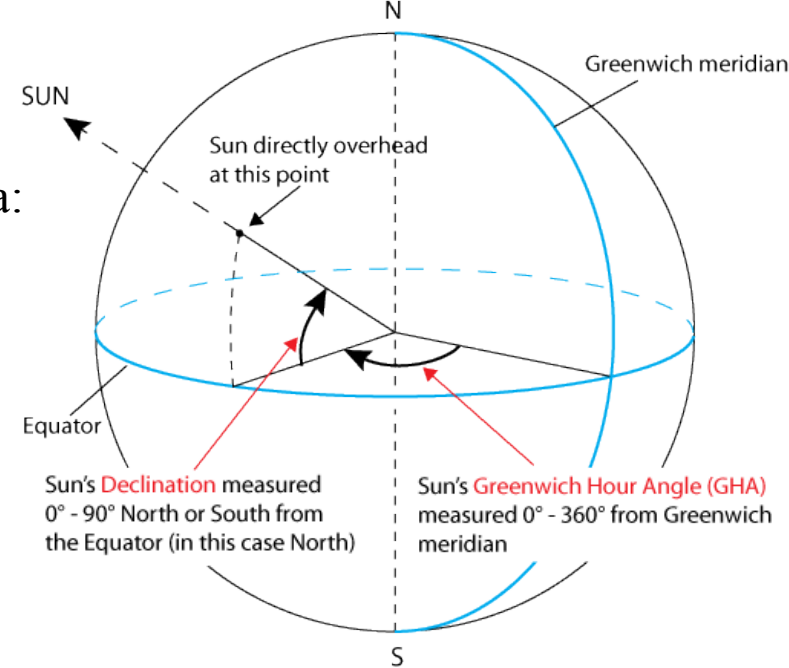 N
Greenwich meridian
SUN
Sun directly overhead
at this point
a:
Equator
Sun's Declination measured
0° - 90° North or South from
the Equator (in this case North)
Sun's Greenwich Hour Angle (GHA)
measured 0° - 360° from Greenwich
meridian
S